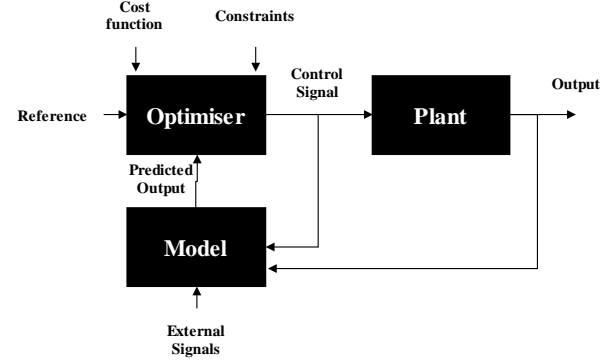 Cost
function
Constraints
Control
Signal
Output
Reference
Optimiser
Plant
Predicted
Output
Model
External
Signals